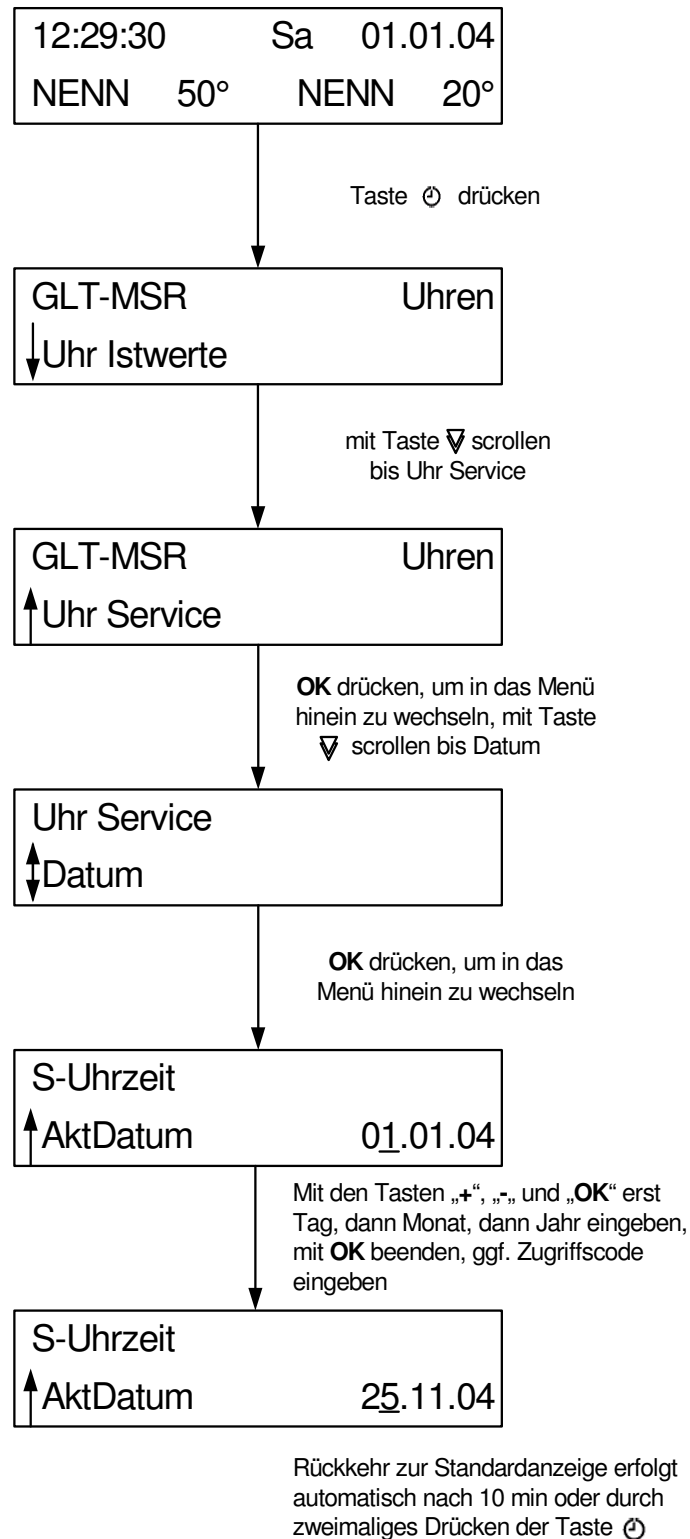 12:29:30 Sa 01.01.04
NENN 50° NENN 20°
Taste drücken
GLT-MSR Uhren
Uhr Istwerte
mit Taste scrollen
bis Uhr Service
GLT-MSR Uhren
Uhr Service
OK drücken, um in das Menü
hinein zu wechseln, mit Taste
scrollen bis Datum
Uhr Service
Datum
OK drücken, um in das
Menü hinein zu wechseln
S-Uhrzeit
AktDatum 01.01.04
Mit den Tasten „+“, „-„ und „OK“ erst
Tag, dann Monat, dann Jahr eingeben,
mit OK beenden, ggf. Zugriffscode
eingeben
S-Uhrzeit
AktDatum 25.11.04
Rückkehr zur Standardanzeige erfolgt
automatisch nach 10 min oder durch
zweimaliges Drücken der Taste